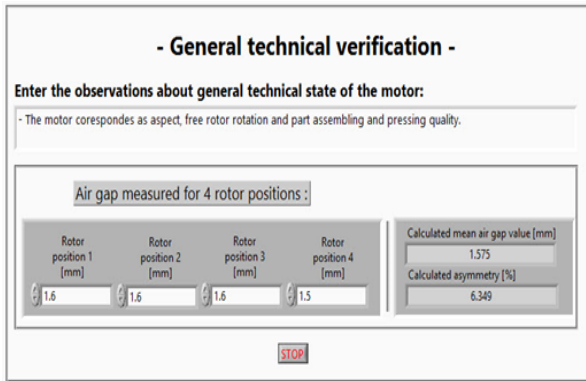 - General technical verification -
Enter the observations about general technical state of the motor:
- The motor corespondes as aspect, free rotor rotation and part assembling and pressing quality.
Air gap measured for 4 rotor positions :
Rotor position 1 [mm]
1.6
Rotor position 2 [mm]
1.6
Rotor position 3 [mm]
1.6
Rotor position 4 [mm]
1.5
Calculated mean air gap value [mm]
1.575
Calculated asymmetry [%]
6.349
STOP